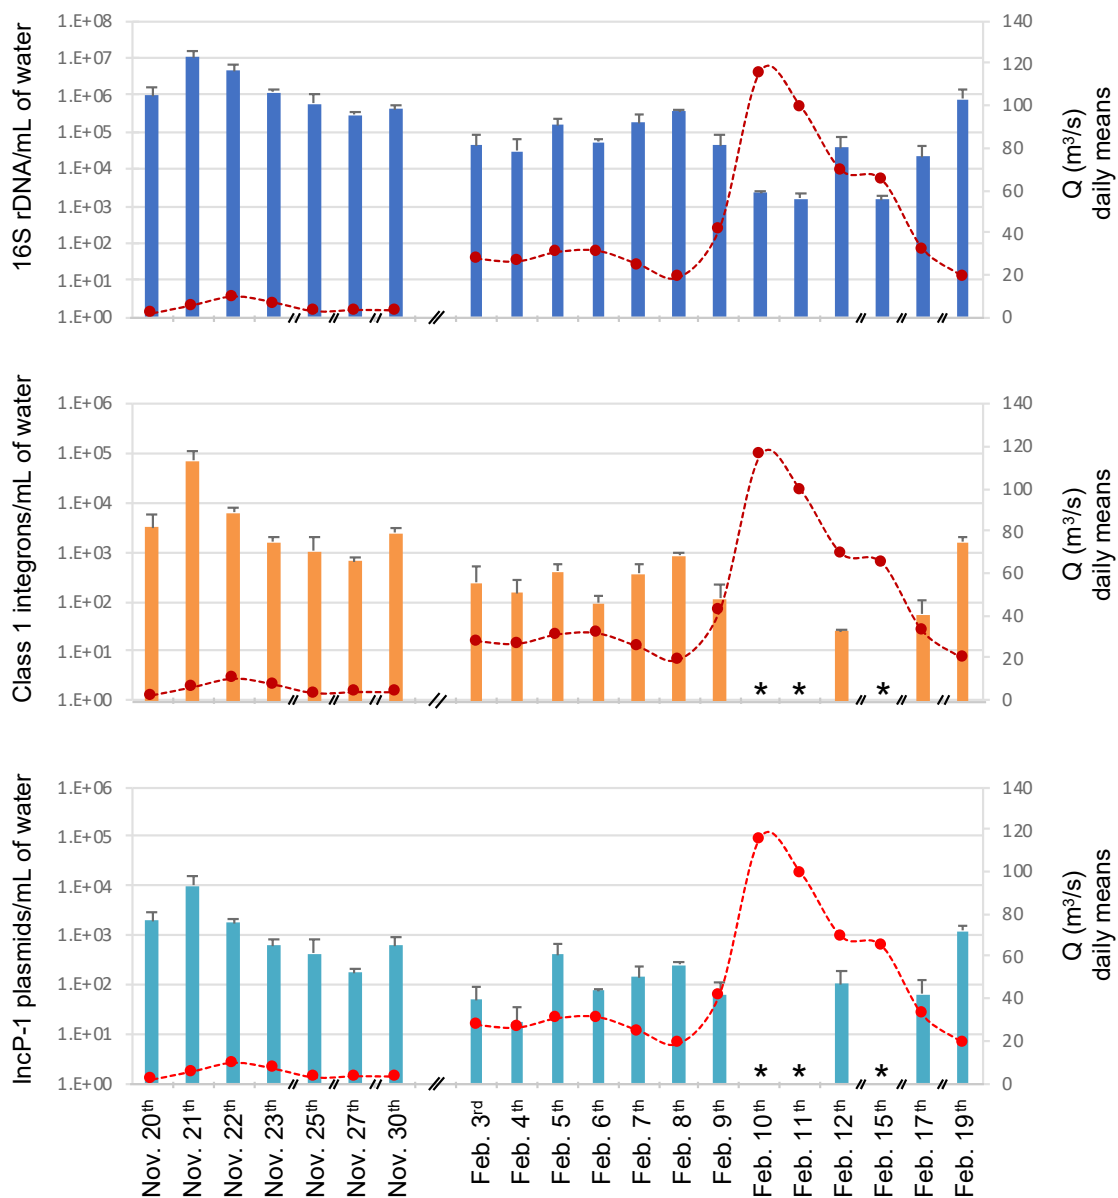 16S rDNA/mL of water
1.E+08
1.E+07
1.E+06
1.E+05
1.E+04
1.E+03
1.E+02
1.E+01
1.E+00
140
120
100
80
60
40
20
0
Q (m³/s)
daily means
Class 1 integrons/mL of water
1.E+06
1.E+05
1.E+04
1.E+03
1.E+02
1.E+01
1.E+00
* * *
140
120
100
80
60
40
20
0
Q (m³/s)
daily means
IncP-1 plasmids/mL of water
1.E+06
1.E+05
1.E+04
1.E+03
1.E+02
1.E+01
1.E+00
* * *
140
120
100
80
60
40
20
0
Q (m³/s)
daily means
Nov. 20th
Nov. 21th
Nov. 22th
Nov. 23th
Nov. 25th
Nov. 27th
Nov. 30th
Feb. 3rd
Feb. 4th
Feb. 5th
Feb. 6th
Feb. 7th
Feb. 8th
Feb. 9th
Feb. 10th
Feb. 11th
Feb. 12th
Feb. 15th
Feb. 17th
Feb. 19th